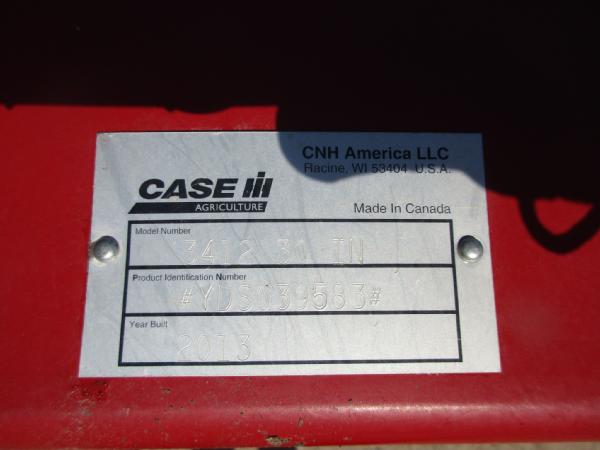 CNH America LLC
Racine, WI 53404 U.S.A.
CASE IH
AGRICULTURE
Made In Canada
Model Number
3412 30 IN
Product Identification Number
#YDS039583#
Year Built
2013